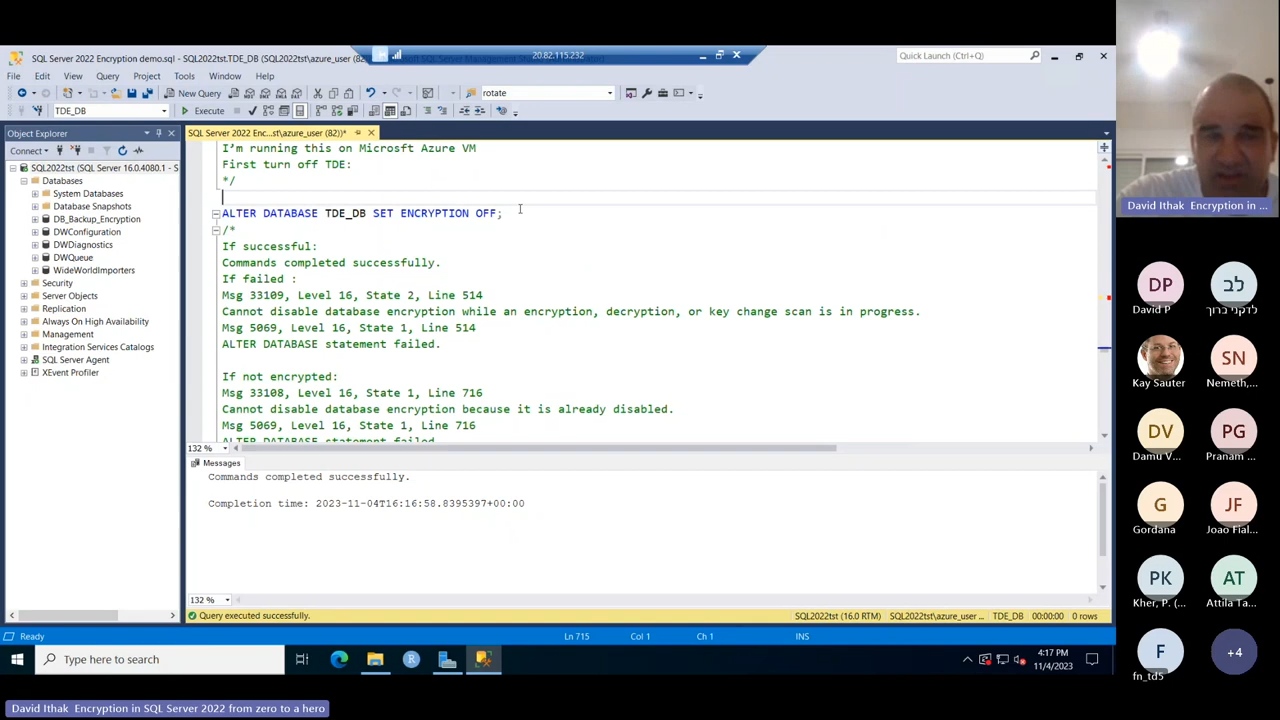 SQL Server 2022 Encryption demo.sql - SQL2022tst.TDE_DB (SQL2022tst\azure_user (82
20.82.115.232
Quick Launch (Ctrl+Q)
File Edit View Query Project Tools Window Help
New Query
rotate
TDE_DB
Execute
Object Explorer
SQL Server 2022 Enc...st\azure_user (82))*
Connect
SQL2022tst (SQL Server 16.0.4080.1 - S
Databases
System Databases
Database Snapshots
DB_Backup_Encryption
DWConfiguration
DWDiagnostics
DWQueue
WideWorldImporters
Security
Server Objects
Replication
Always On High Availability
Management
Integration Services Catalogs
SQL Server Agent
XEvent Profiler
I'm running this on Microsft Azure VM
First turn off TDE:
*/
ALTER DATABASE TDE_DB SET ENCRYPTION OFF;
/*
If successful:
Commands completed successfully.
If failed :
Msg 33109, Level 16, State 2, Line 514
Cannot disable database encryption while an encryption, decryption, or key change scan is in progress.
Msg 5069, Level 16, State 1, Line 514
ALTER DATABASE statement failed.
If not encrypted:
Msg 33108, Level 16, State 1, Line 716
Cannot disable database encryption because it is already disabled.
Msg 5069, Level 16, State 1, Line 716
ALTER DATABASE statement failed
132 %
Messages
Commands completed successfully.
Completion time: 2023-11-04T16:16:58.8395397+00:00
132 %
Query executed successfully.
SQL2022tst (16.0 RTM)
SQL2022tst\azure_user ...
TDE_DB
00:00:00
0 rows
Ready
Ln 715
Col 1
Ch 1
INS
Type here to search
R
4:17 PM
11/4/2023
David Ithak Encryption in ...
DP
David P
לב
לדקני ברוך
Kay Sauter
SN
Nemeth,...
DV
Damu V...
PG
Pranam ...
G
Gordana
JF
Joao Fial...
PK
Kher, P. (...
AT
Attila Ta...
F
fn_td5
+4
David Ithak Encryption in SQL Server 2022 from zero to a hero